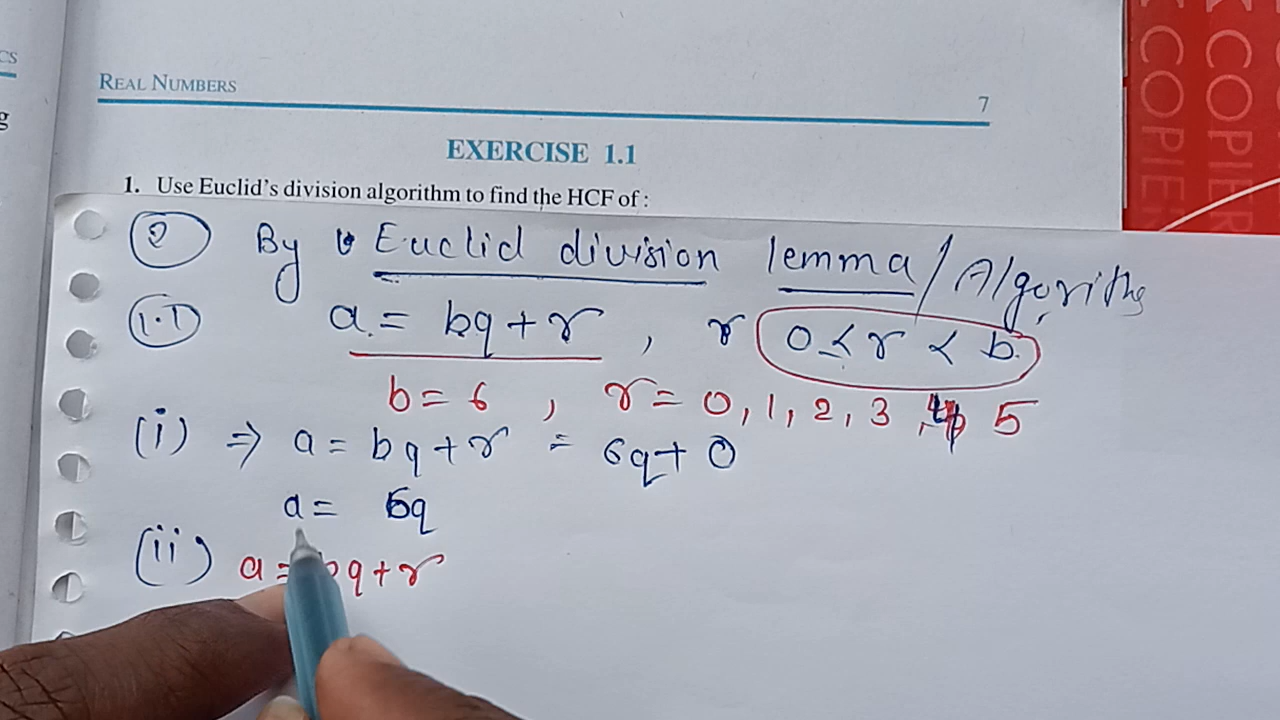 CS
REAL NUMBERS 7
g
EXERCISE 1.1
1. Use Euclid's division algorithm to find the HCF of :
2 By Euclid division lemma / Algorithm
1.1 a = bq + r , r 0 ≤ r < b
b = 6 , r = 0, 1, 2, 3, 4, 5
(i) ⇒ a = bq + r = 6q + 0
a = 6q
(ii) a = bq + r
COPIER
COPIER